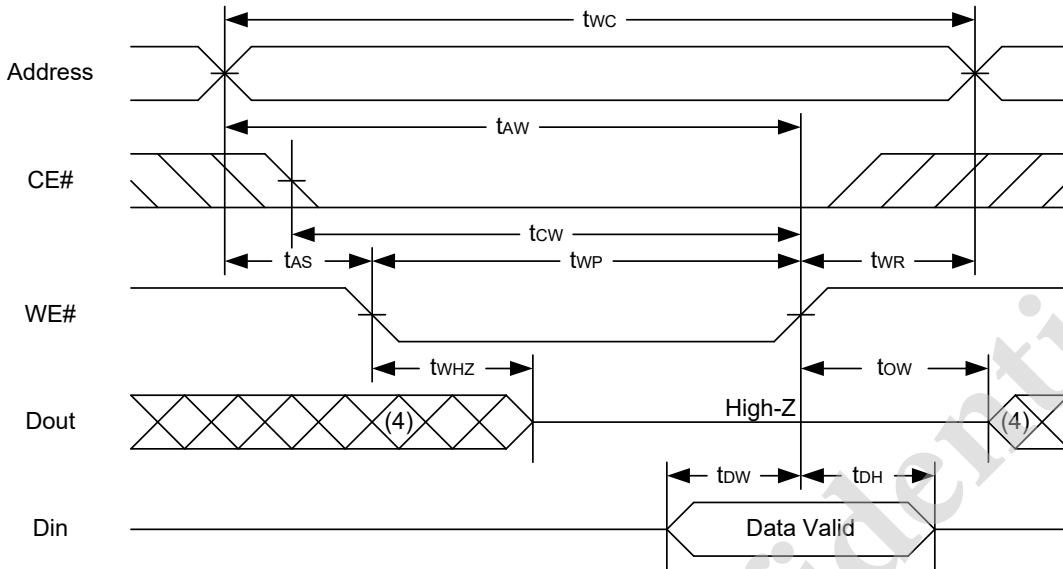 tWC
Address
tAW
CE#
tCW
tAS tWP tWR
WE#
tWHZ tOW
High-Z
Dout (4) (4)
tDW tDH
Din Data Valid